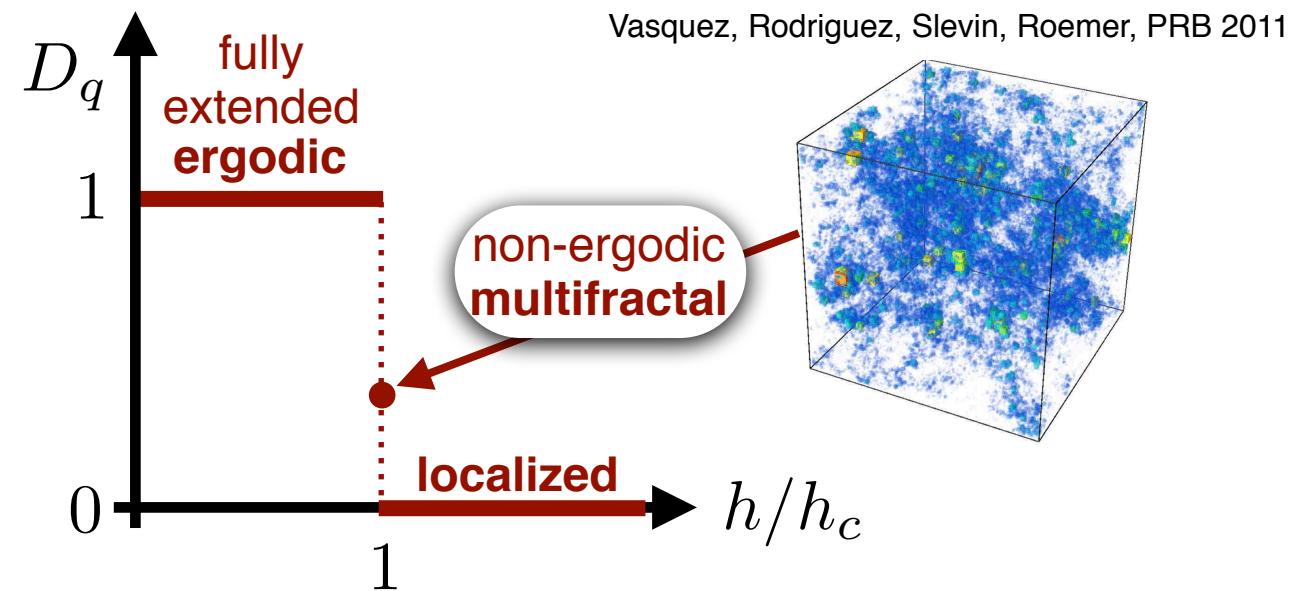 Vasquez, Rodriguez, Slevin, Roemer, PRB 2011
D_q
fully
extended
ergodic
1
non-ergodic
multifractal
localized
0
h/h_c
1